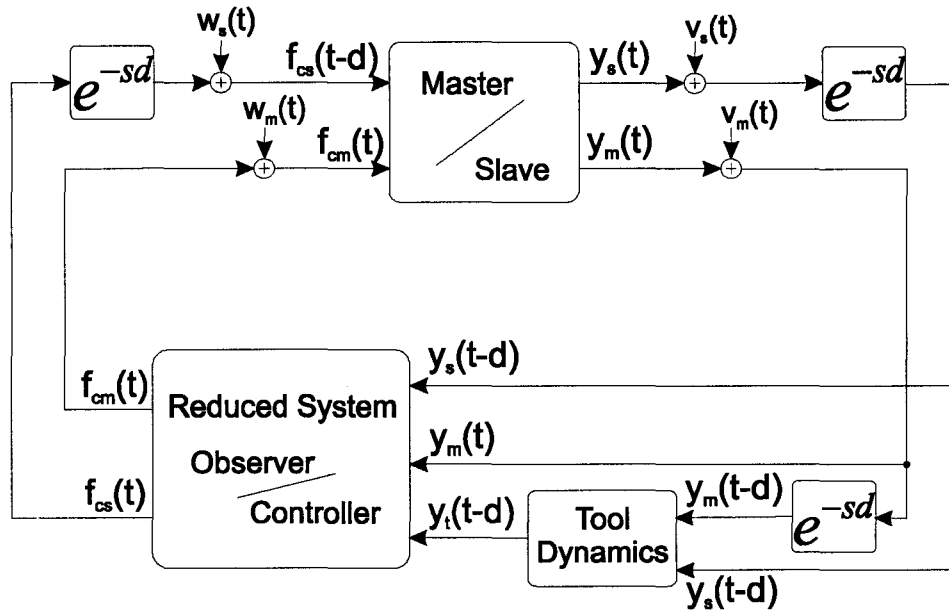 w_s(t)
v_s(t)
e^{-sd}
f_cs(t-d)
Master
Slave
y_s(t)
e^{-sd}
+
+
w_m(t)
f_cm(t)
y_m(t)
v_m(t)
+
+
f_cm(t)
f_cs(t)
Reduced System
Observer
Controller
y_s(t-d)
y_m(t)
y_t(t-d)
Tool
Dynamics
y_m(t-d)
e^{-sd}
y_s(t-d)